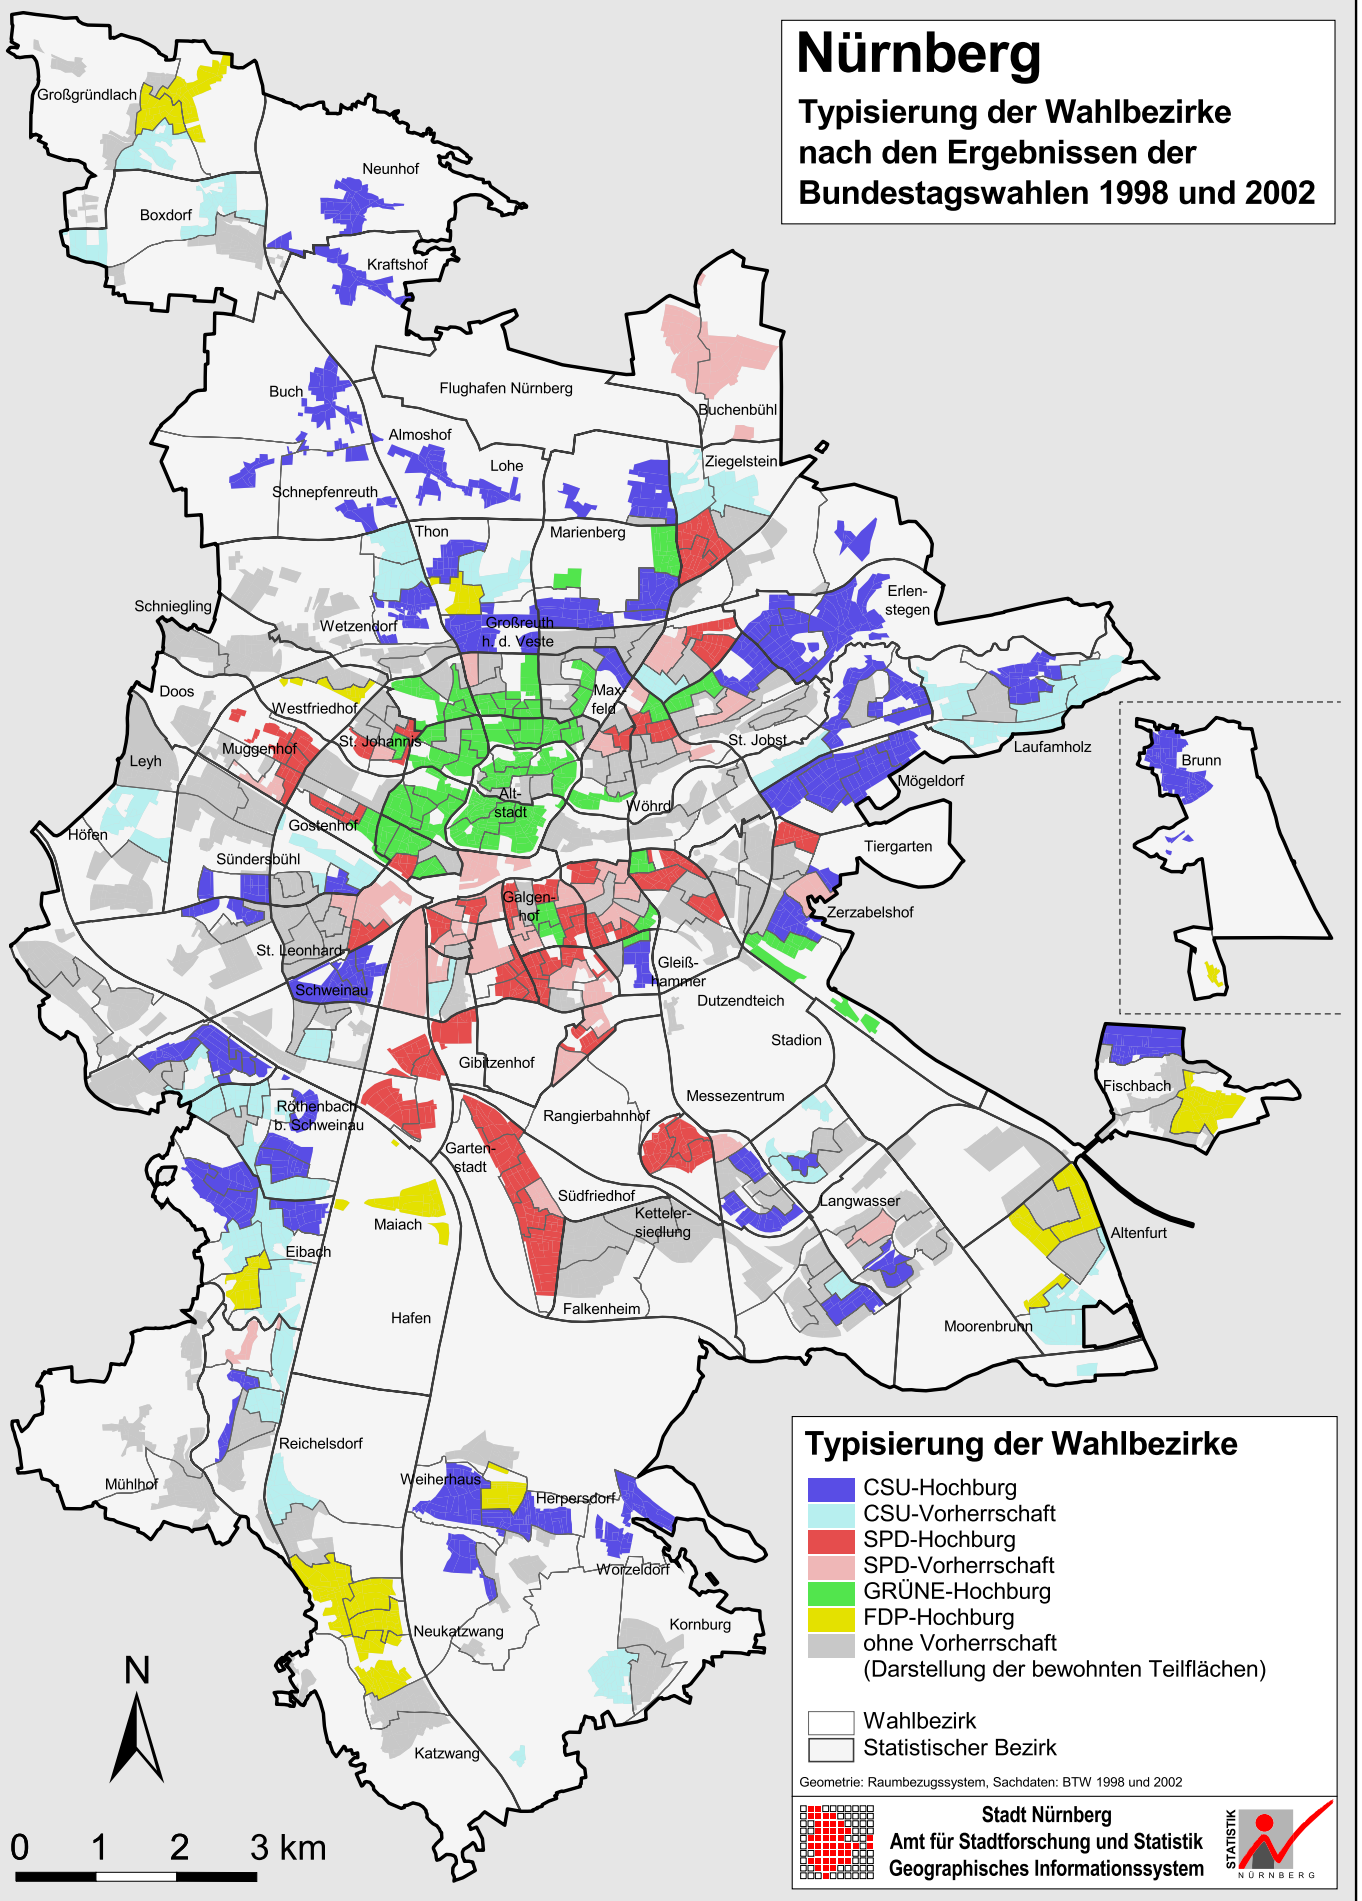 Nürnberg
Typisierung der Wahlbezirke
nach den Ergebnissen der
Bundestagswahlen 1998 und 2002
Großgründlach
Neunhof
Boxdorf
Kraftshof
Buch
Flughafen Nürnberg
Buchenbühl
Almoshof
Lohe
Ziegelstein
Schnepfenreuth
Thon
Marienberg
Erlen-
stegen
Schniegling
Wetzendorf
Großreuth
h. d. Veste
Doos
Westfriedhof
Max-
feld
St. Johannis
Muggenhof
St. Jobst
Laufamholz
Leyh
Mögeldorf
Brunn
Alt-
stadt
Wöhrd
Höfen
Gostenhof
Tiergarten
Sündersbühl
Galgen-
hof
Zerzabelshof
St. Leonhard
Gleiß-
hammer
Schweinau
Dutzendteich
Stadion
Gibitzenhof
Fischbach
Messezentrum
Röthenbach
b. Schweinau
Rangierbahnhof
Garten-
stadt
Südfriedhof
Langwasser
Ketteler-
siedlung
Maiach
Altenfurt
Eibach
Falkenheim
Hafen
Moorenbrunn
Reichelsdorf
Mühlhof
Weiherhaus
Herpersdorf
Worzeldorf
Neukatzwang
Kornburg
Katzwang
Typisierung der Wahlbezirke
CSU-Hochburg
CSU-Vorherrschaft
SPD-Hochburg
SPD-Vorherrschaft
GRÜNE-Hochburg
FDP-Hochburg
ohne Vorherrschaft
(Darstellung der bewohnten Teilflächen)
Wahlbezirk
Statistischer Bezirk
Geometrie: Raumbezugssystem, Sachdaten: BTW 1998 und 2002
Stadt Nürnberg
Amt für Stadtforschung und Statistik
Geographisches Informationssystem
STATISTIK
NÜRNBERG
N
0 1 2 3 km